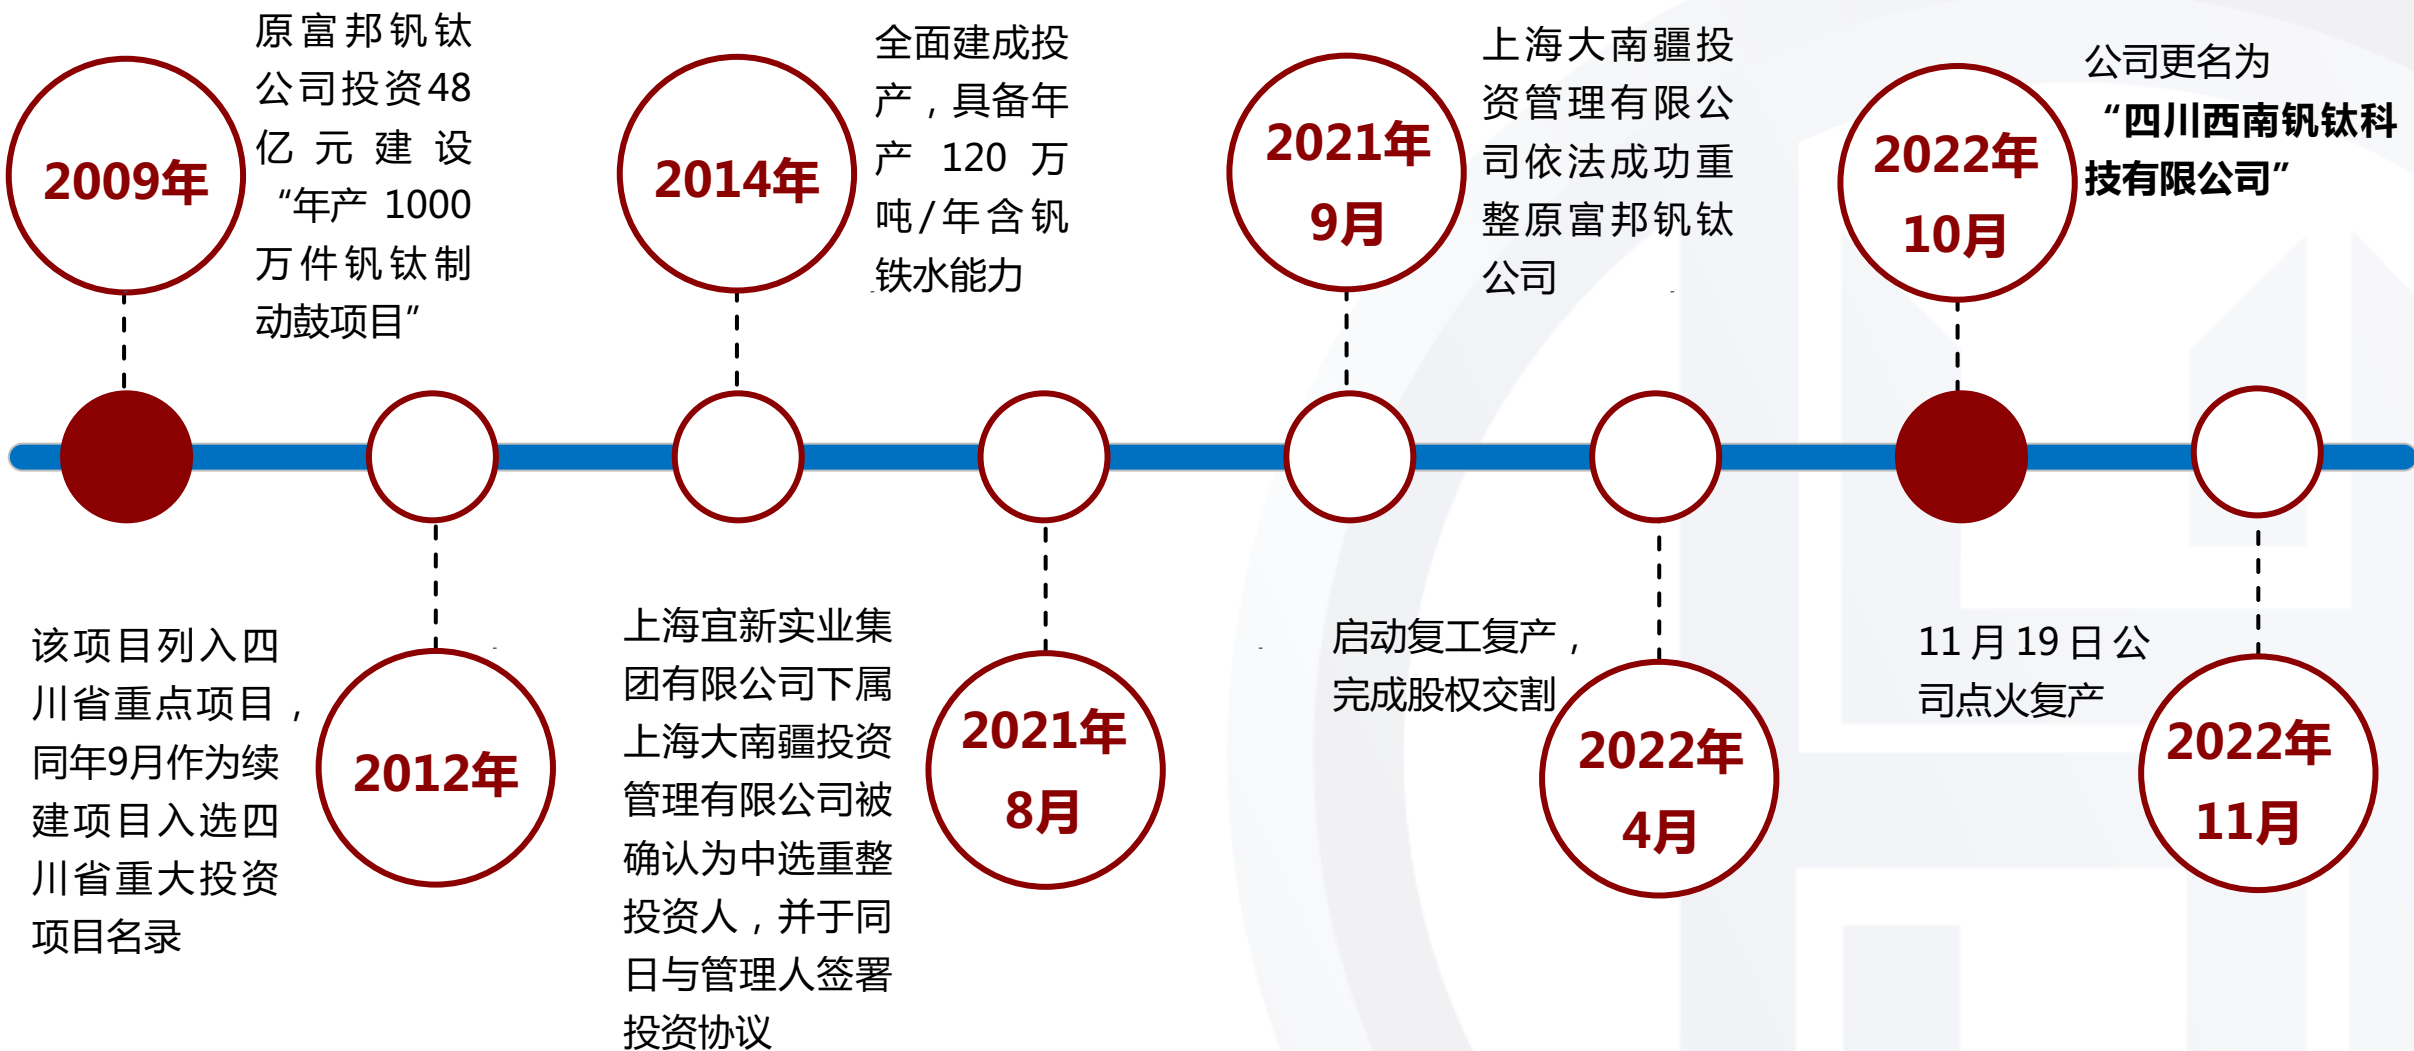 2009年
原富邦钒钛
公司投资48
亿元建设
“年产 1000
万件钒钛制
动鼓项目”
该项目列入四
川省重点项目，
同年9月作为续
建项目入选四
川省重大投资
项目名录
2012年
2014年
全面建成投
产，具备年
产 120 万
吨/年含钒
铁水能力
上海宜新实业集
团有限公司下属
上海大南疆投资
管理有限公司被
确认为中选重整
投资人，并于同
日与管理人签署
投资协议
2021年
8月
2021年
9月
上海大南疆投
资管理有限公
司依法成功重
整原富邦钒钛
公司
启动复工复产，
完成股权交割
2022年
4月
2022年
10月
公司更名为
“四川西南钒钛科
技有限公司”
11月19日公
司点火复产
2022年
11月